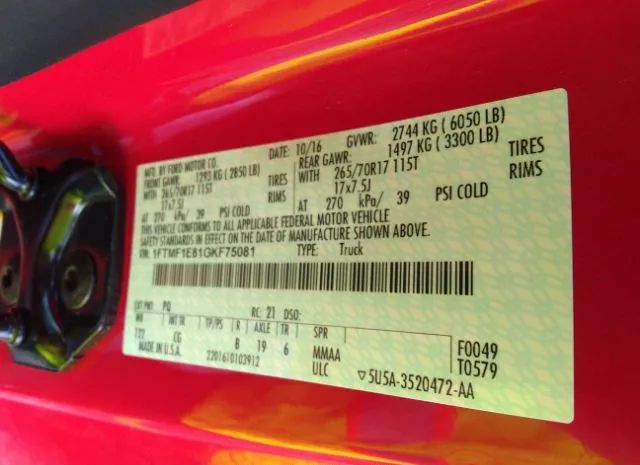 MFG. BY FORD MOTOR CO. DATE: 10/16 GVWR: 2744 KG ( 6050 LB)
FRONT GAWR: 1293 KG ( 2850 LB) REAR GAWR: 1497 KG ( 3300 LB)
WITH 265/70R17 115T TIRES WITH 265/70R17 115T TIRES
17x7.5J RIMS 17x7.5J RIMS
AT 270 kPa/ 39 PSI COLD AT 270 kPa/ 39 PSI COLD
THIS VEHICLE CONFORMS TO ALL APPLICABLE FEDERAL MOTOR VEHICLE
SAFETY STANDARDS IN EFFECT ON THE DATE OF MANUFACTURE SHOWN ABOVE.
VIN: 1FTMF1E81GKF75081 TYPE: Truck
EXT PNT: PQ RC: 21 DSO:
WB INT TR TP/PS R AXLE TR SPR
122 CG B 19 6 MMAA F0049
MADE IN U.S.A. 2201610103912 ULC T0579
▽5U5A-3520472-AA